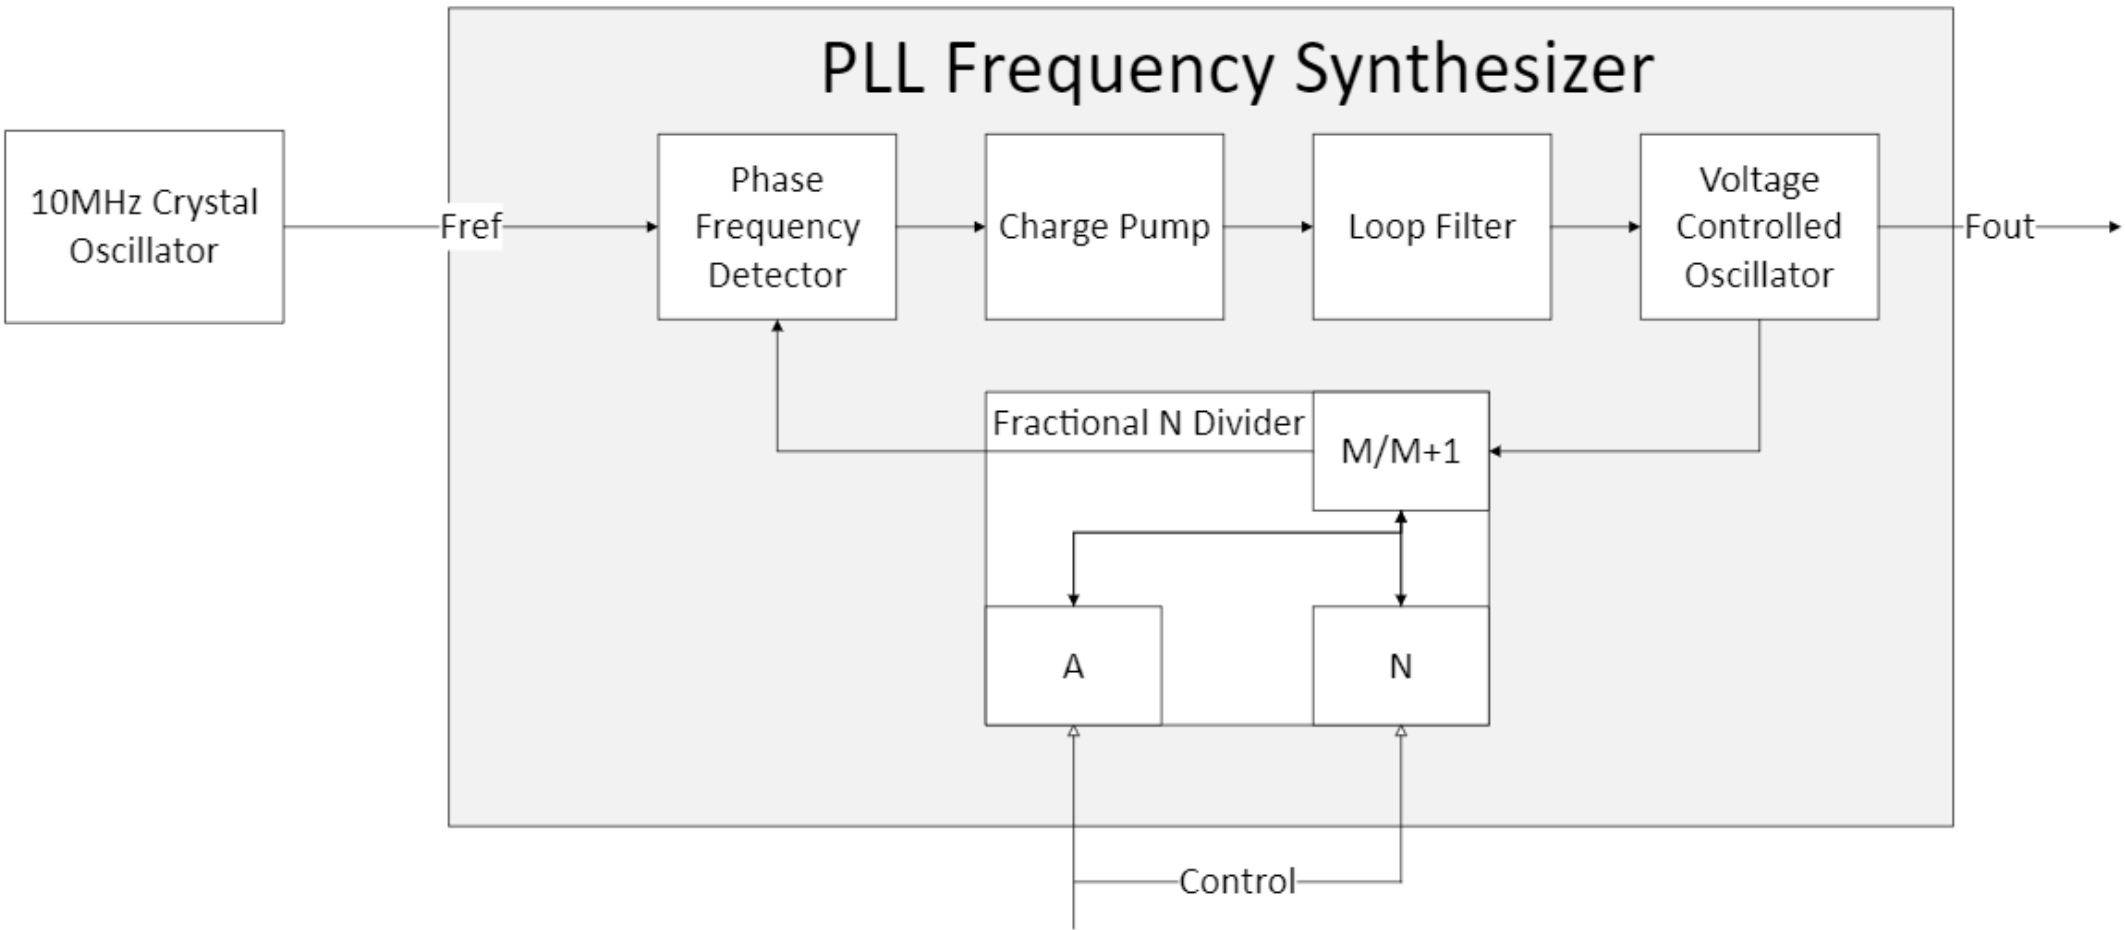 PLL Frequency Synthesizer
10MHz Crystal
Oscillator
Fref
Phase
Frequency
Detector
Charge Pump
Loop Filter
Voltage
Controlled
Oscillator
Fout
Fractional N Divider
M/M+1
A
N
Control